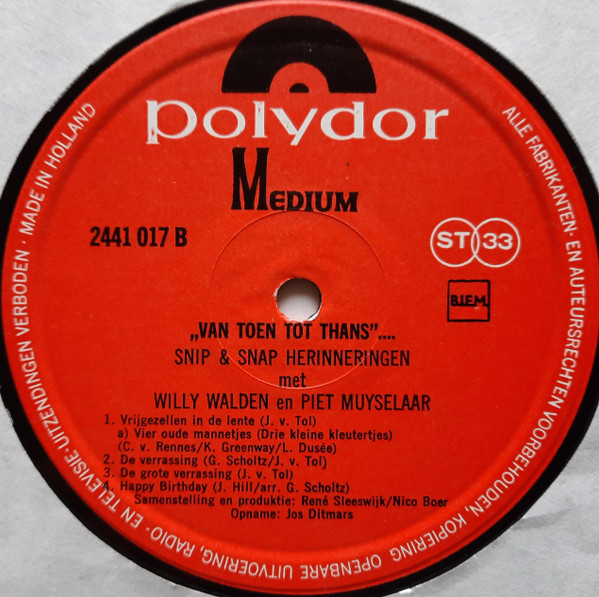 polydor
MEDIUM
2441 017 B
ST 33
B.I.E.M.
„VAN TOEN TOT THANS”....
SNIP & SNAP HERINNERINGEN
met
WILLY WALDEN en PIET MUYSELAAR
1. Vrijgezellen in de lente (J. v. Tol)
a) Vier oude mannetjes (Drie kleine kleutertjes)
(C. v. Rennes/K. Greenway/L. Dusée)
2. De verrassing (G. Scholtz/J. v. Tol)
3. De grote verrassing (J. v. Tol)
4. Happy Birthday (J. Hill/arr. G. Scholtz)
Samenstelling en produktie: René Sleeswijk/Nico Boer
Opname: Jos Ditmars
ALLE FABRIKANTEN- EN AUTEURSRECHTEN VOORBEHOUDEN, KOPIERING, OPENBARE UITVOERING, RADIO- EN TELEVISIE-UITZENDINGEN VERBODEN · MADE IN HOLLAND